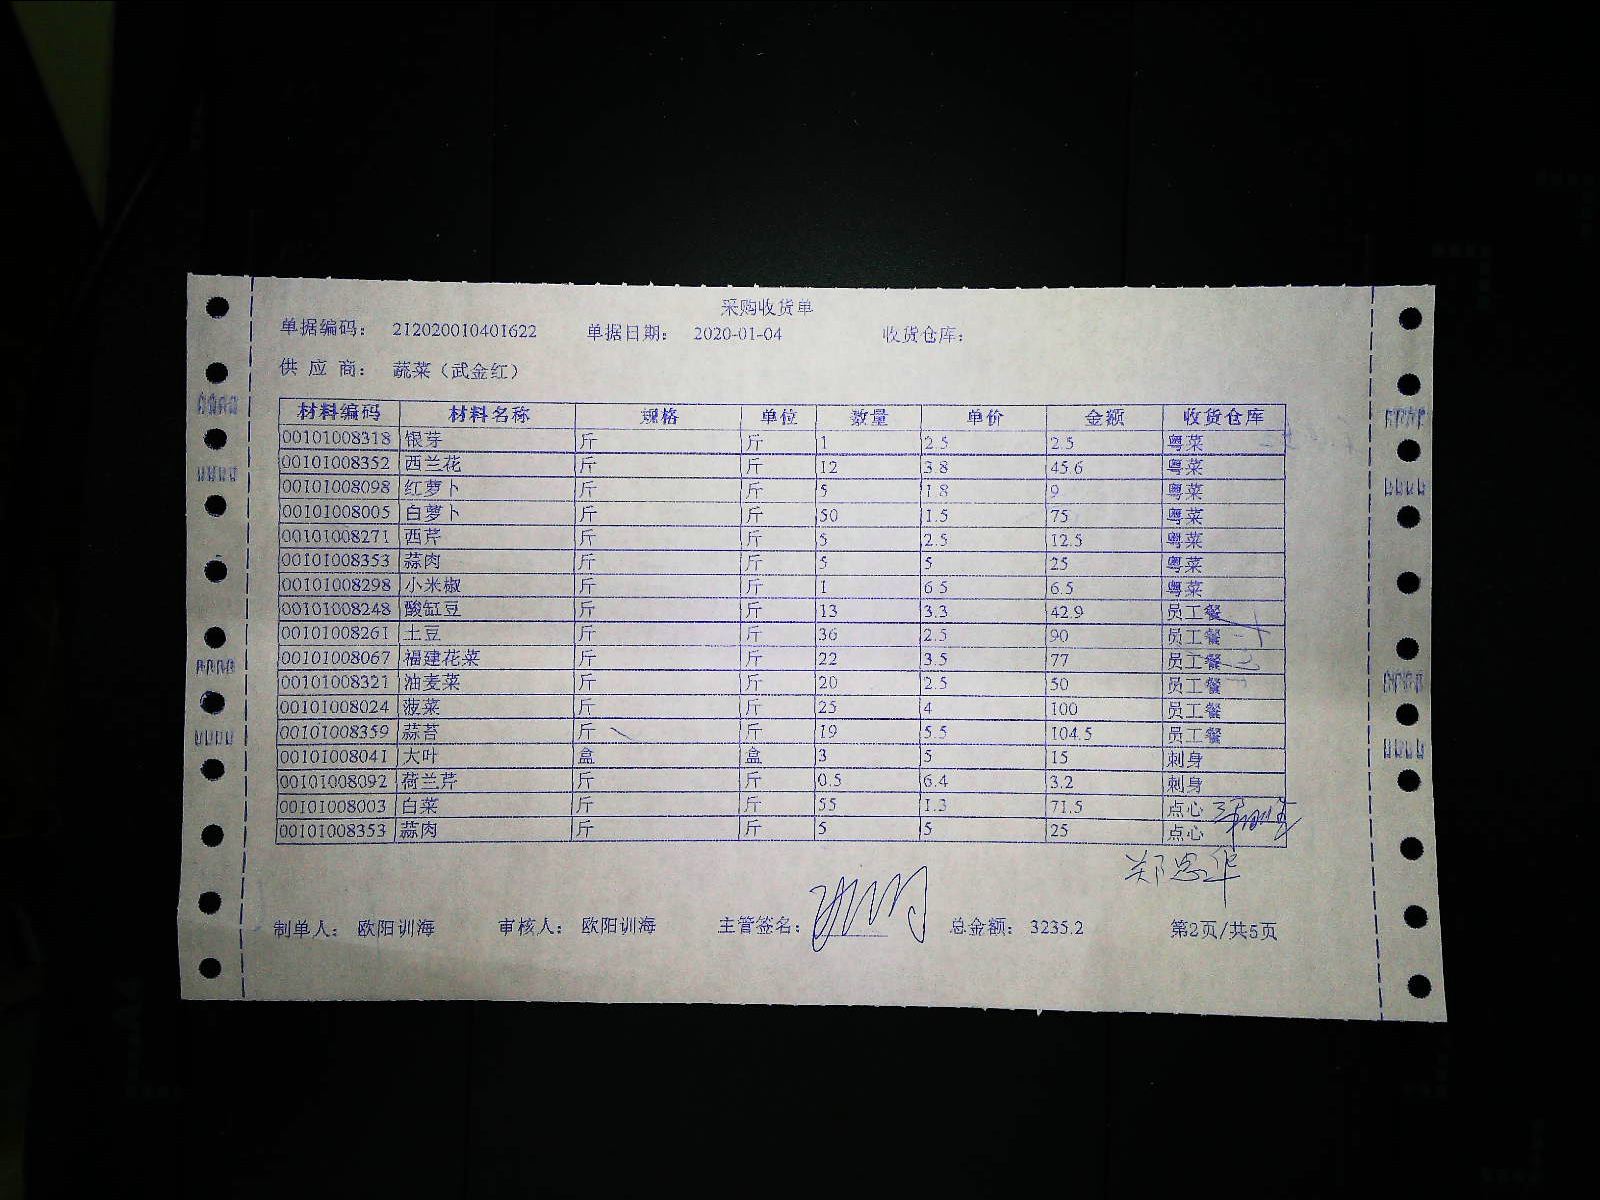 采购收货单
单据编码： 212020010401622 单据日期： 2020-01-04 收货仓库：
供 应 商： 蔬菜（武金红）
材料编码 材料名称 规格 单位 数量 单价 金额 收货仓库
00101008318 银芽 斤 斤 1 2.5 2.5 粤菜
00101008352 西兰花 斤 斤 12 3.8 45.6 粤菜
00101008098 红萝卜 斤 斤 5 1.8 9 粤菜
00101008005 白萝卜 斤 斤 50 1.5 75 粤菜
00101008271 西芹 斤 斤 5 2.5 12.5 粤菜
00101008353 蒜肉 斤 斤 5 5 25 粤菜
00101008298 小米椒 斤 斤 1 6.5 6.5 粤菜
00101008248 酸缸豆 斤 斤 13 3.3 42.9 员工餐
00101008261 土豆 斤 斤 36 2.5 90 员工餐
00101008067 福建花菜 斤 斤 22 3.5 77 员工餐
00101008321 油麦菜 斤 斤 20 2.5 50 员工餐
00101008024 菠菜 斤 斤 25 4 100 员工餐
00101008359 蒜苔 斤 斤 19 5.5 104.5 员工餐
00101008041 大叶 盒 盒 3 5 15 刺身
00101008092 荷兰芹 斤 斤 0.5 6.4 3.2 刺身
00101008003 白菜 斤 斤 55 1.3 71.5 点心
00101008353 蒜肉 斤 斤 5 5 25 点心
郑思华
制单人： 欧阳训海 审核人： 欧阳训海 主管签名： 总金额： 3235.2 第2页/共5页